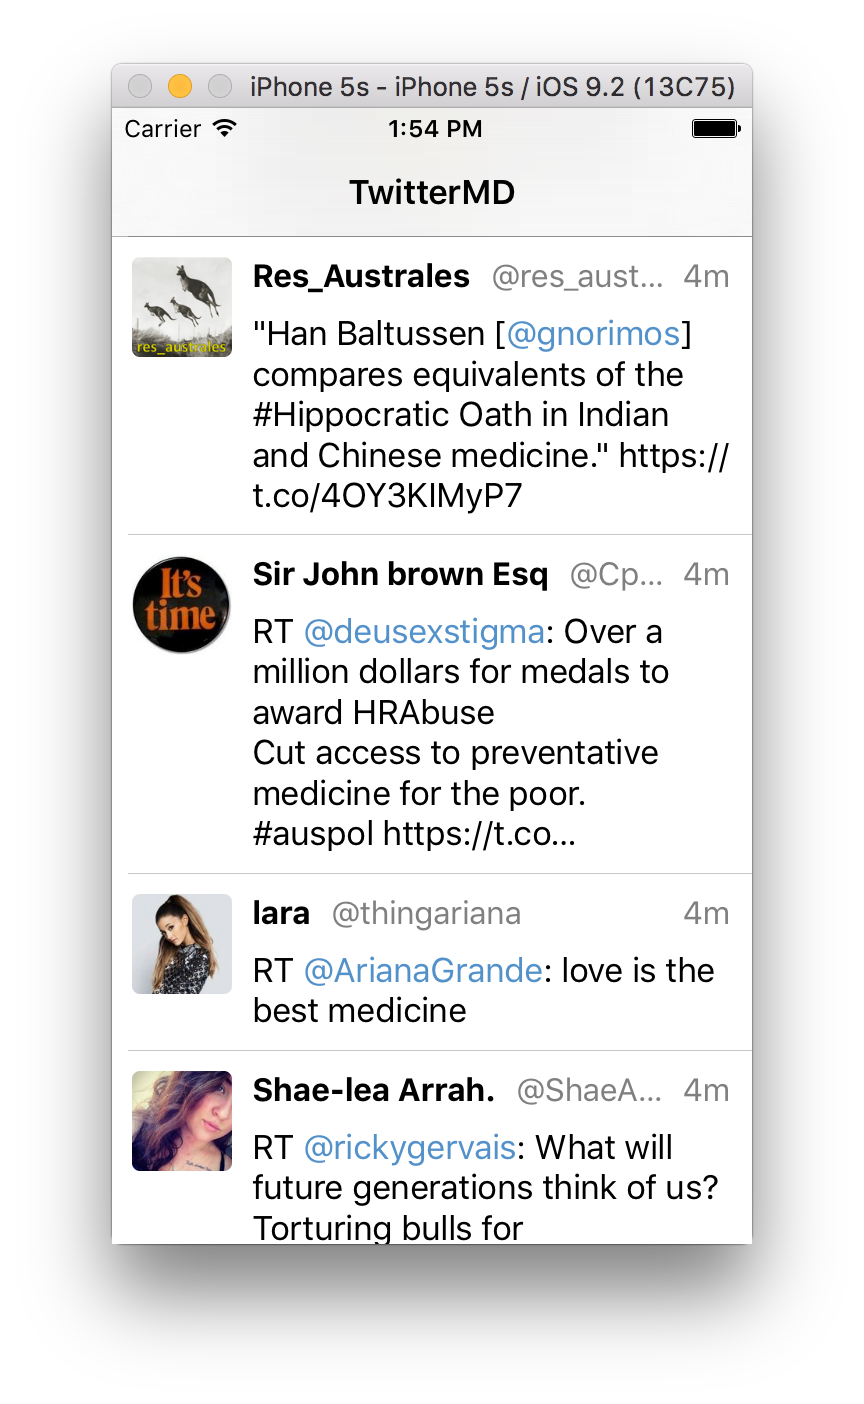 iPhone 5s - iPhone 5s / iOS 9.2 (13C75)
Carrier 1:54 PM
TwitterMD
Res_Australes @res_aust... 4m
res_australes
"Han Baltussen [@gnorimos]
compares equivalents of the
#Hippocratic Oath in Indian
and Chinese medicine." https://
t.co/4OY3KIMyP7
Sir John brown Esq @Cp... 4m
It's
time
RT @deusexstigma: Over a
million dollars for medals to
award HRAbuse
Cut access to preventative
medicine for the poor.
#auspol https://t.co...
lara @thingariana 4m
RT @ArianaGrande: love is the
best medicine
Shae-lea Arrah. @ShaeA... 4m
RT @rickygervais: What will
future generations think of us?
Torturing bulls for